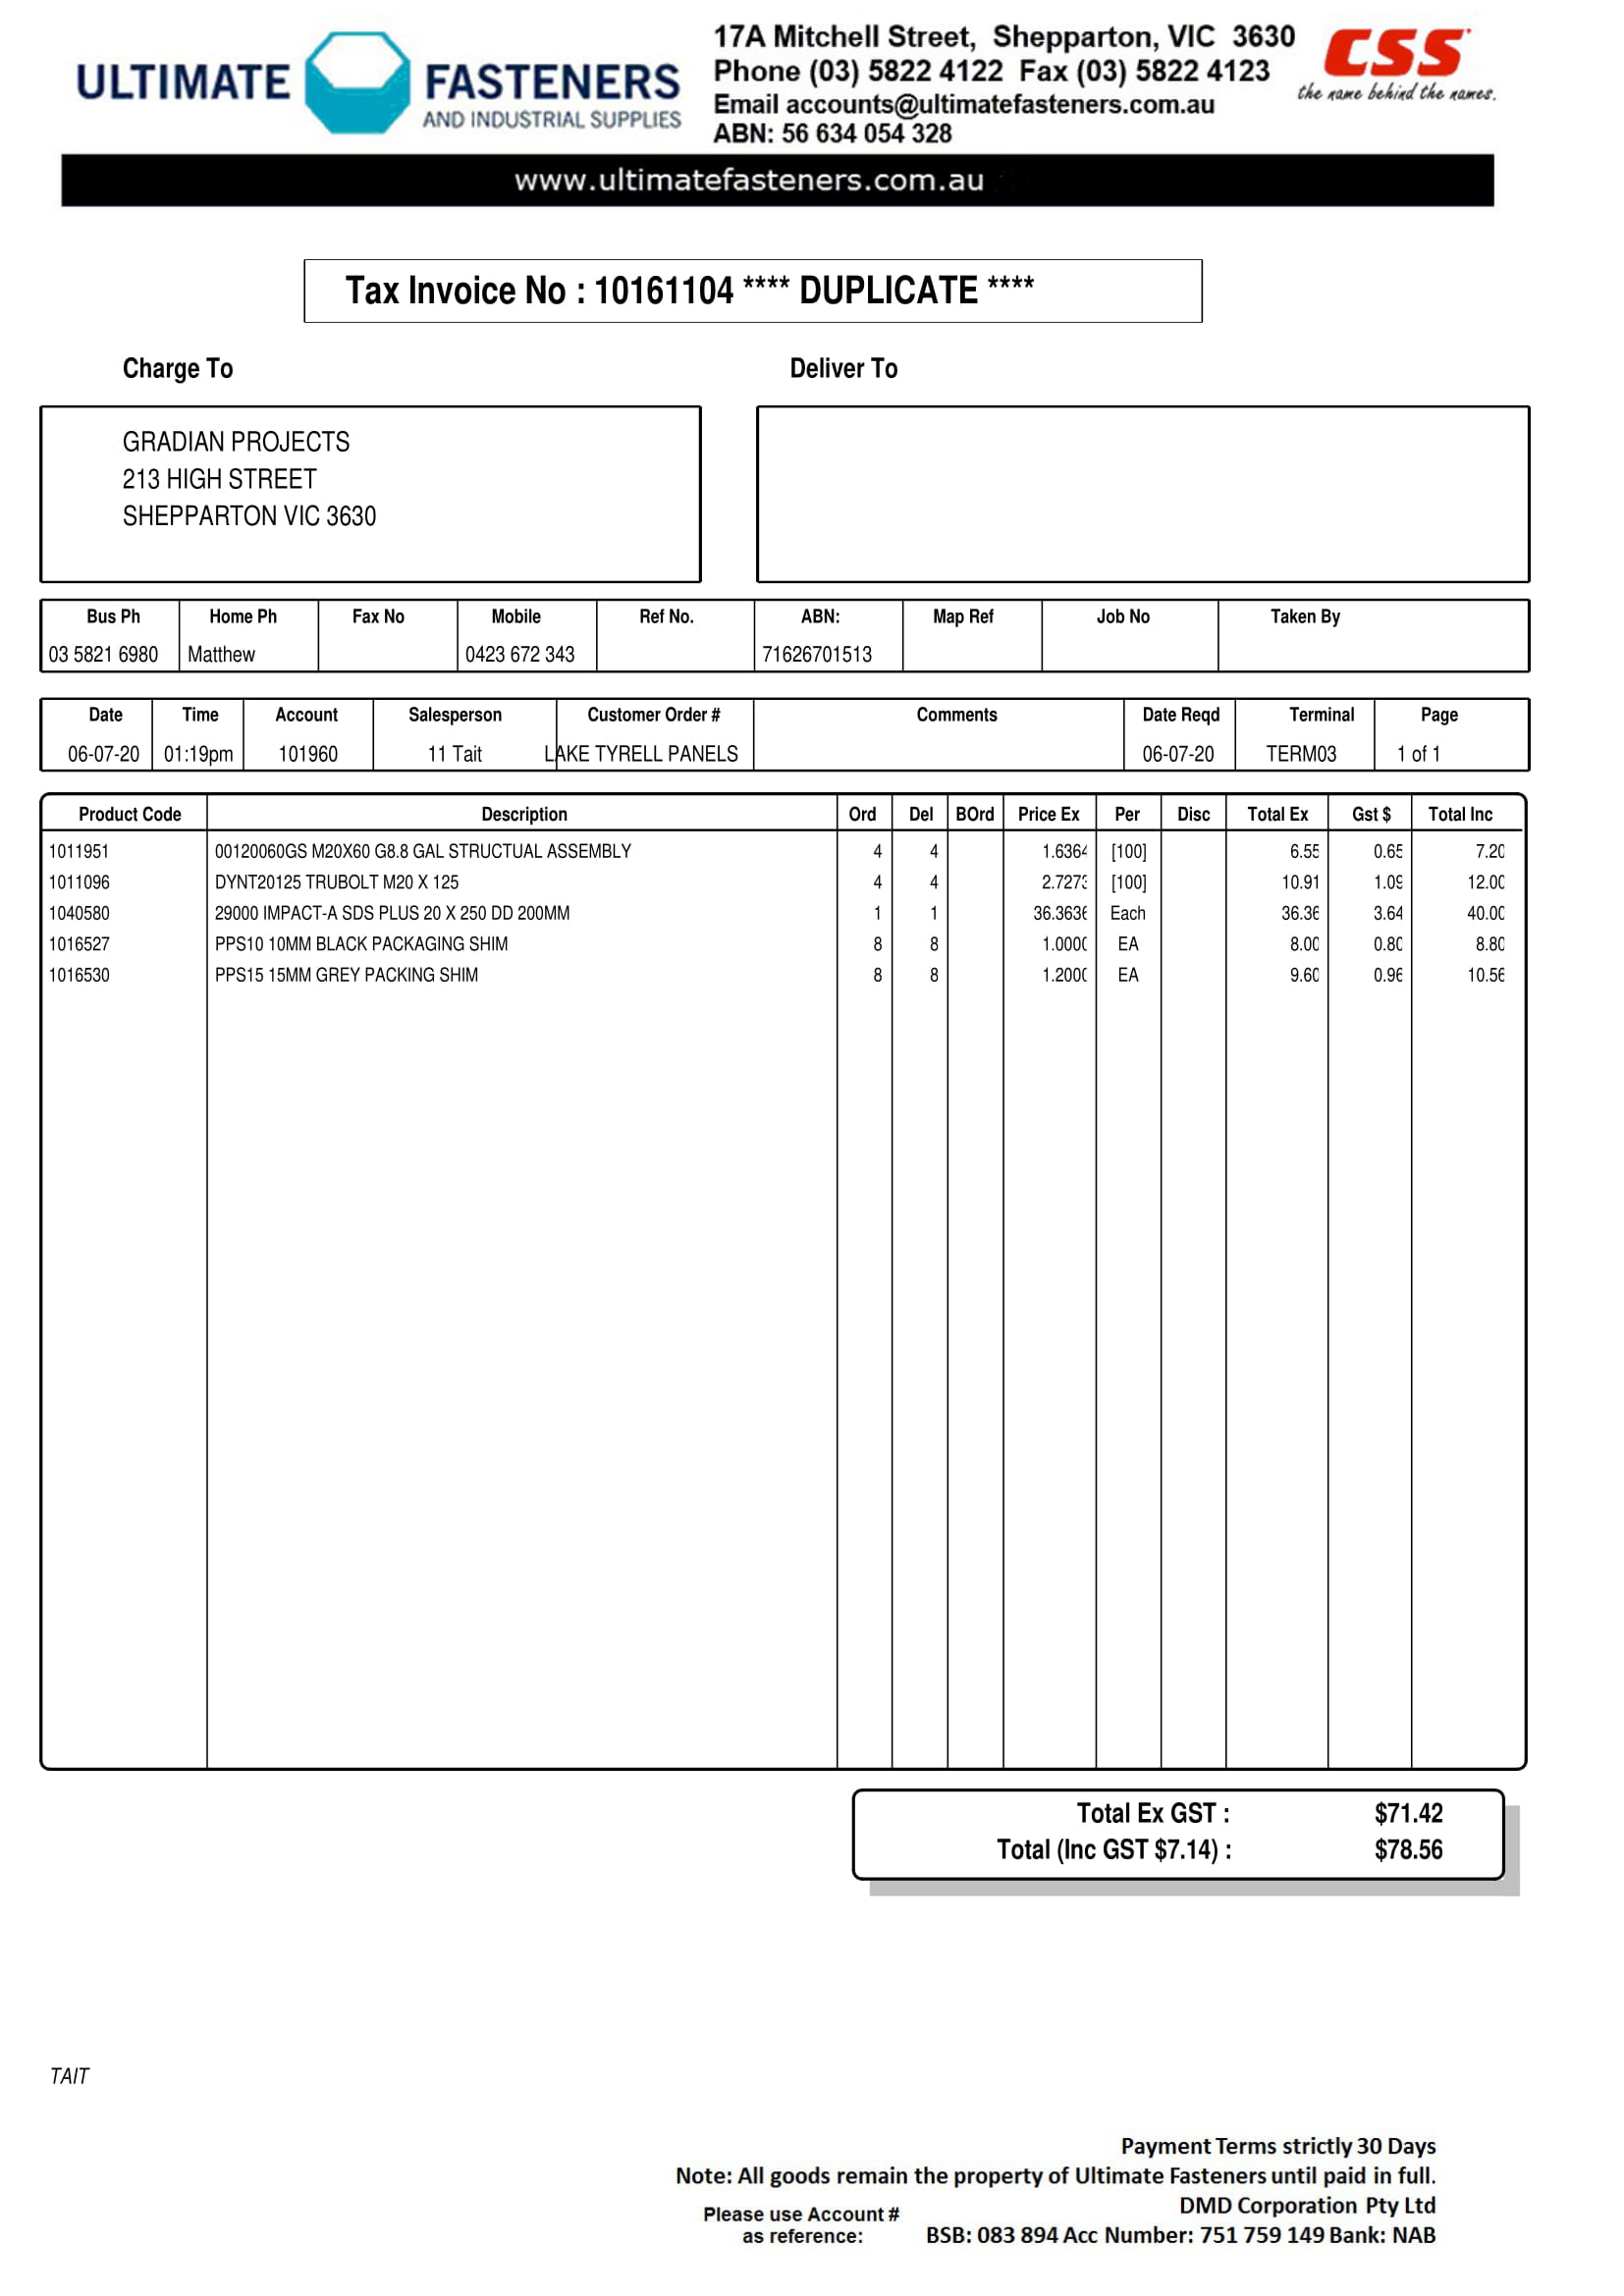 ULTIMATE FASTENERS
AND INDUSTRIAL SUPPLIES
17A Mitchell Street, Shepparton, VIC 3630
Phone (03) 5822 4122 Fax (03) 5822 4123
Email accounts@ultimatefasteners.com.au
ABN: 56 634 054 328
CSS
the name behind the names.
www.ultimatefasteners.com.au
Tax Invoice No : 10161104 **** DUPLICATE ****
Charge To
Deliver To
GRADIAN PROJECTS
213 HIGH STREET
SHEPPARTON VIC 3630
Bus Ph Home Ph Fax No Mobile Ref No. ABN: Map Ref Job No Taken By
03 5821 6980 Matthew 0423 672 343 71626701513
Date Time Account Salesperson Customer Order # Comments Date Reqd Terminal Page
06-07-20 01:19pm 101960 11 Tait LAKE TYRELL PANELS 06-07-20 TERM03 1 of 1
Product Code Description Ord Del BOrd Price Ex Per Disc Total Ex Gst $ Total Inc
1011951 00120060GS M20X60 G8.8 GAL STRUCTUAL ASSEMBLY 4 4 1.6364 [100] 6.55 0.65 7.20
1011096 DYNT20125 TRUBOLT M20 X 125 4 4 2.7273 [100] 10.91 1.09 12.00
1040580 29000 IMPACT-A SDS PLUS 20 X 250 DD 200MM 1 1 36.3636 Each 36.36 3.64 40.00
1016527 PPS10 10MM BLACK PACKAGING SHIM 8 8 1.0000 EA 8.00 0.80 8.80
1016530 PPS15 15MM GREY PACKING SHIM 8 8 1.2000 EA 9.60 0.96 10.56
Total Ex GST : $71.42
Total (Inc GST $7.14) : $78.56
TAIT
Payment Terms strictly 30 Days
Note: All goods remain the property of Ultimate Fasteners until paid in full.
DMD Corporation Pty Ltd
Please use Account #
as reference: BSB: 083 894 Acc Number: 751 759 149 Bank: NAB